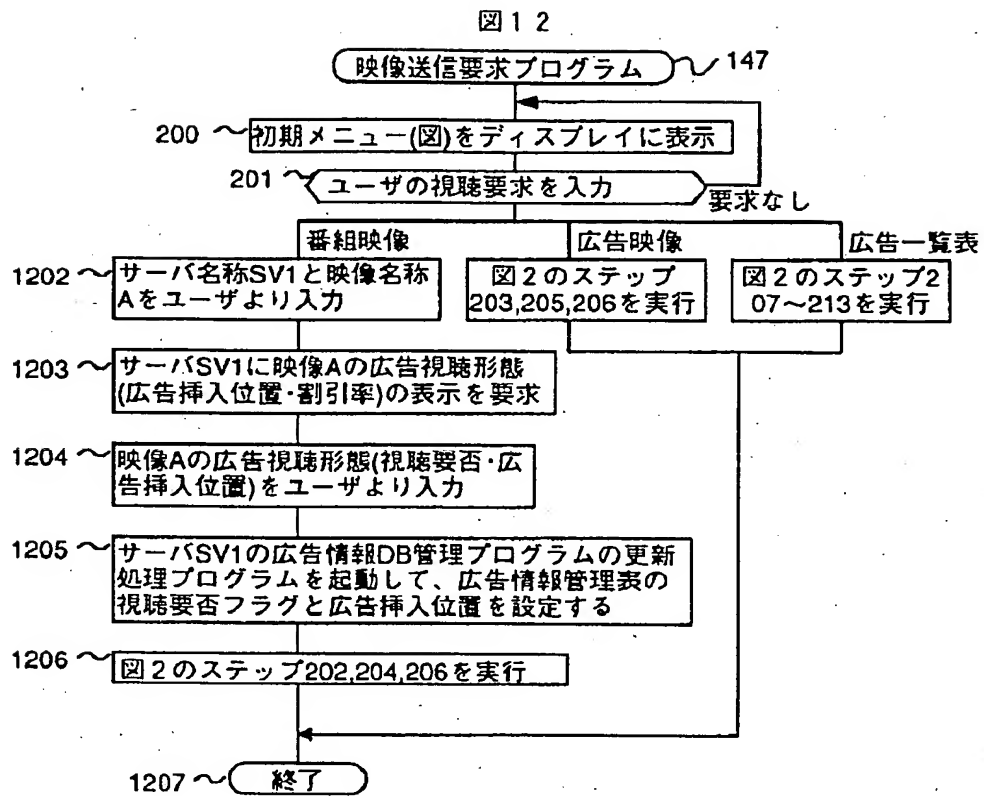 図12
映像送信要求プログラム 147
200 初期メニュー(図)をディスプレイに表示
201 ユーザの視聴要求を入力
要求なし
番組映像
広告映像
広告一覧表
1202 サーバ名称SV1と映像名称
Aをユーザより入力
図2のステップ
203,205,206を実行
図2のステップ2
07～213を実行
1203 サーバSV1に映像Aの広告視聴形態
(広告挿入位置・割引率)の表示を要求
1204 映像Aの広告視聴形態(視聴要否・広
告挿入位置)をユーザより入力
1205 サーバSV1の広告情報DB管理プログラムの更新
処理プログラムを起動して、広告情報管理表の
視聴要否フラグと広告挿入位置を設定する
1206 図2のステップ202,204,206を実行
1207 終了